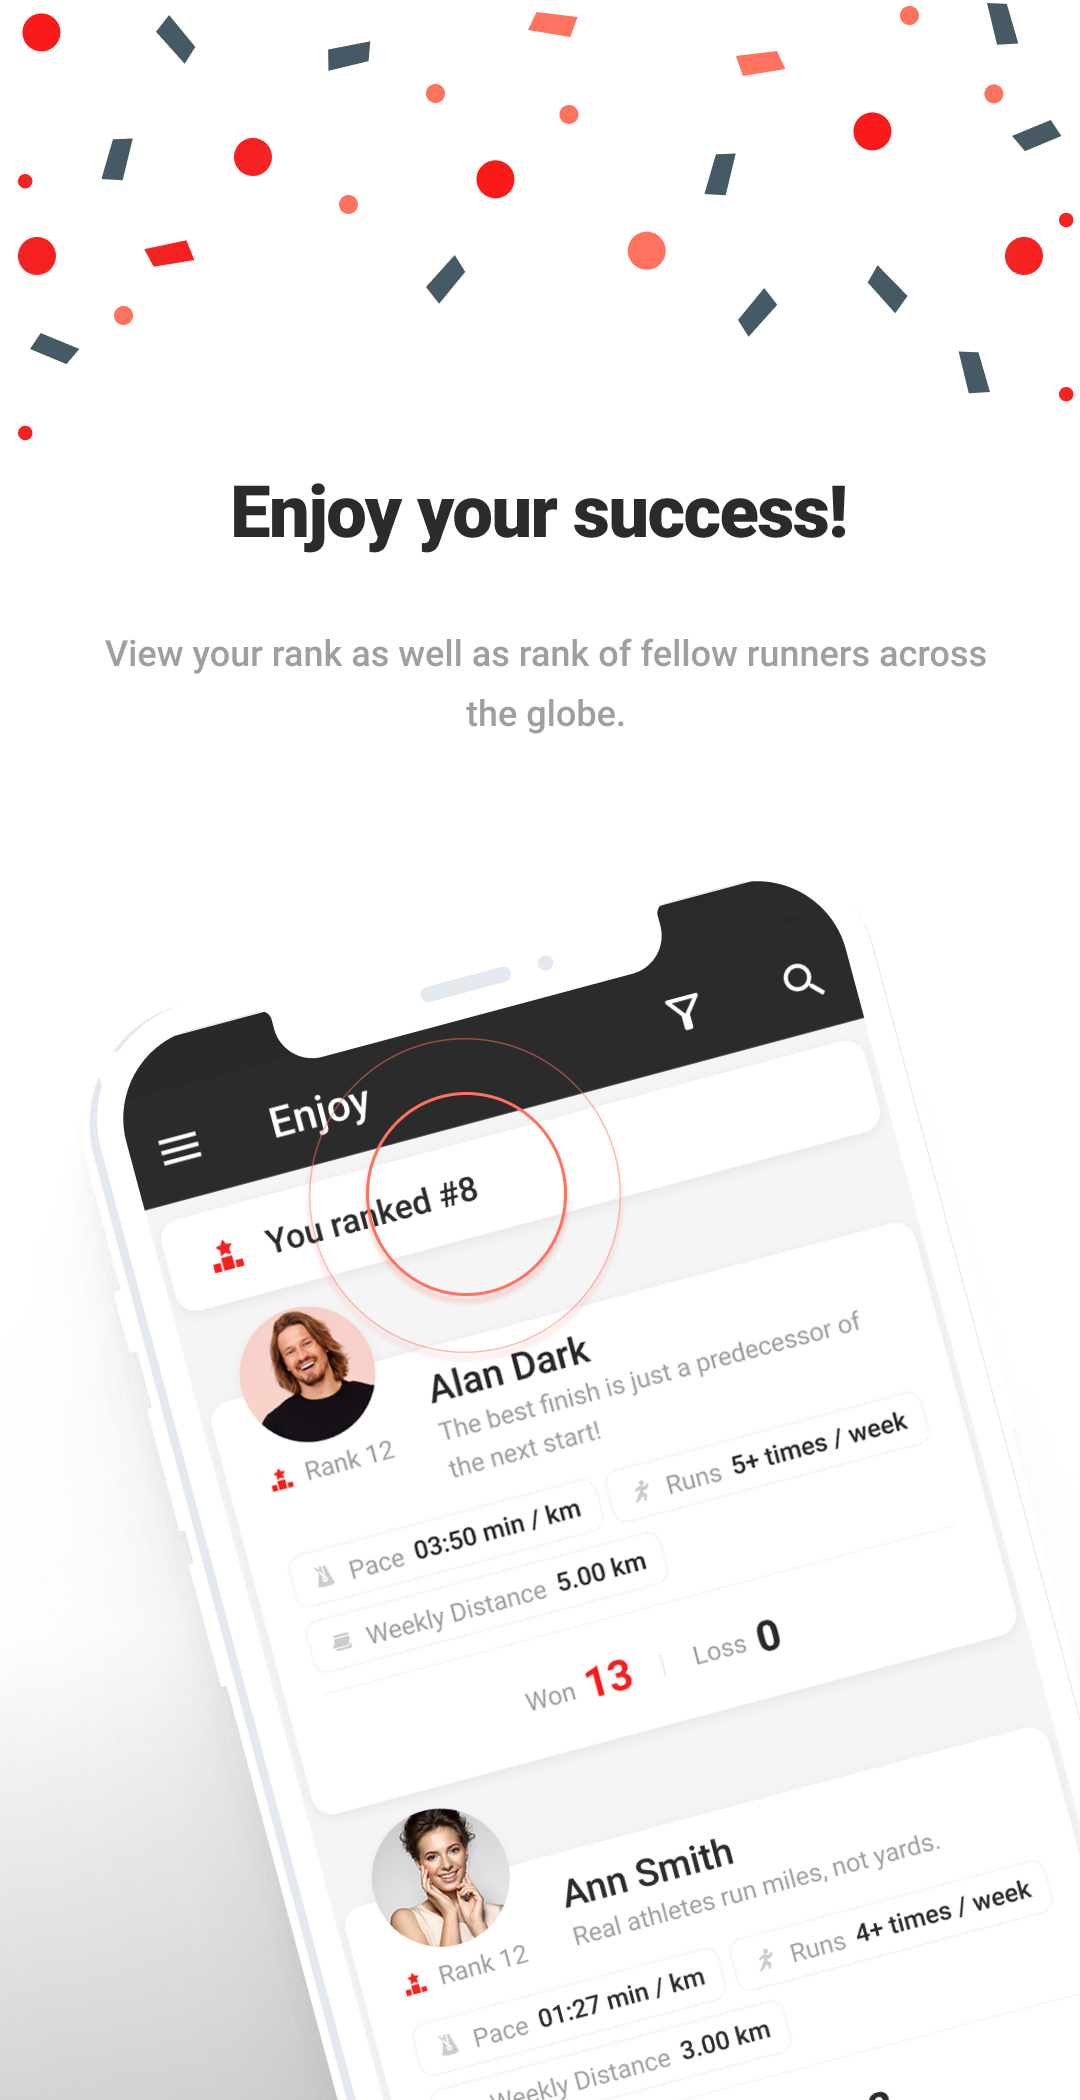 Enjoy your success!
View your rank as well as rank of fellow runners across
the globe.
Enjoy
You ranked #8
Alan Dark
The best finish is just a predecessor of
the next start!
Rank 12
Pace 03:50 min / km
Runs 5+ times / week
Weekly Distance 5.00 km
Won 13
Loss 0
Ann Smith
Real athletes run miles, not yards.
Rank 12
Pace 01:27 min / km
Runs 4+ times / week
Weekly Distance 3.00 km